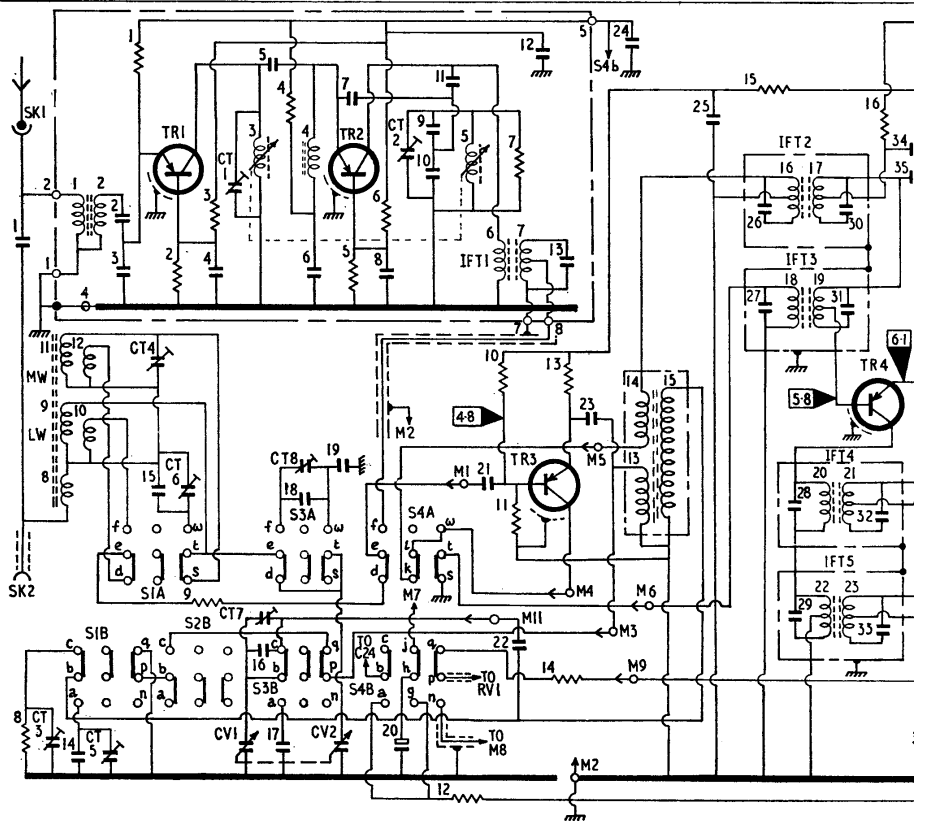 1
5
24
12
S4b
5
11
15
4
7
25
16
SK1
TR1
3
4
TR2
CT
2
9
5
7
34
IFT2
CT
1
10
35
16
17
2
1
2
2
3
6
26
30
1
6
7
13
IFT3
1
3
2
4
6
5
8
IFT1
18
19
4
27
31
7
8
6·1
11
12
CT4
10
13
TR4
MW
14
15
5·8
9
10
4·8
23
LW
M2
IFT4
CT8
19
TR3
M5
13
20
21
8
15
CT
6
M1
21
28
18
S3A
11
32
f
w
f
w
f
S4A
w
e
t
e
t
e
l
t
IFT5
d
s
d
s
d
k
s
22
23
SK2
S1A
9
M7
M4
M6
29
CT7
M11
33
S1B
S2B
TO
C24
M3
22
c
q
c
c
q
c
j
q
16
b
p
b
b
p
b
h
p
TO
RV1
14
M9
S3B
S4B
a
n
a
a
n
a
g
n
8
CT
3
14
CT
5
CV1
17
CV2
20
TO
M8
M2
12